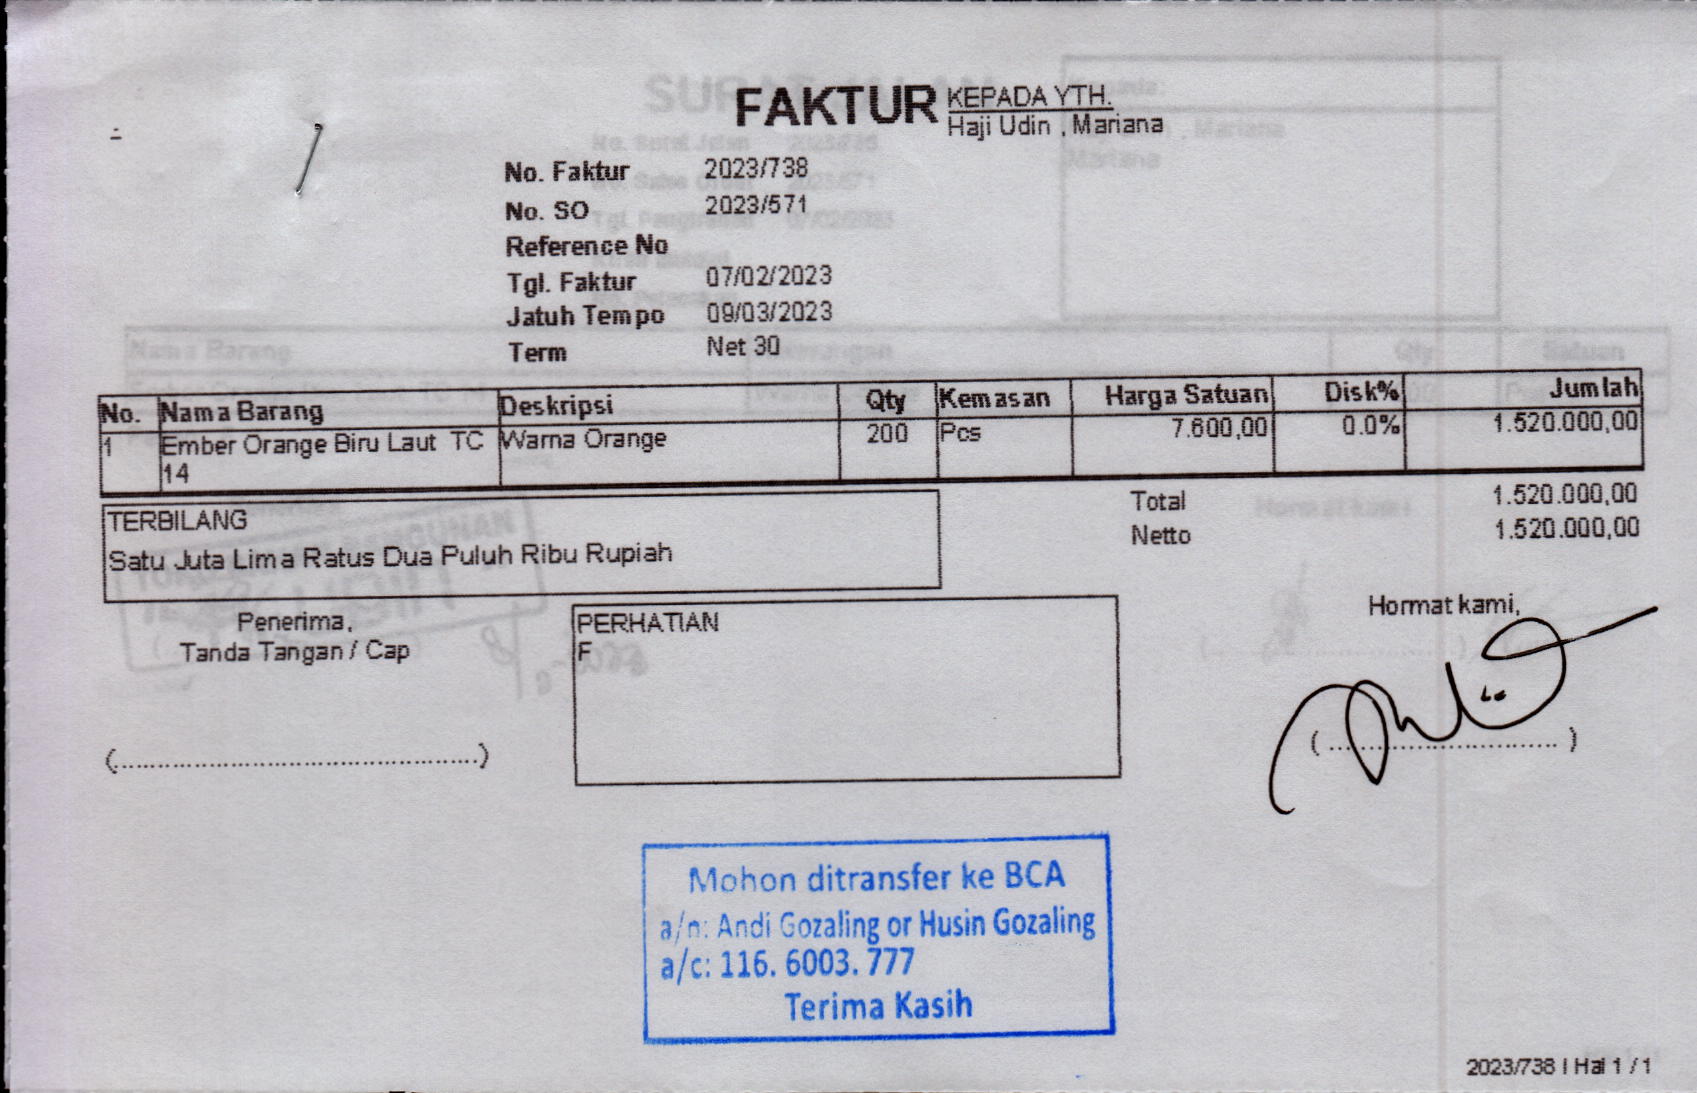 FAKTUR
KEPADA YTH.
Haji Udin , Mariana
No. Faktur 2023/738
No. SO 2023/571
Reference No
Tgl. Faktur 07/02/2023
Jatuh Tempo 09/03/2023
Term Net 30
No. Nama Barang Deskripsi Qty Kemasan Harga Satuan Disk% Jumlah
1 Ember Orange Biru Laut TC 14 Warna Orange 200 Pcs 7.600,00 0.0% 1.520.000,00
Total 1.520.000,00
Netto 1.520.000,00
TERBILANG
Satu Juta Lima Ratus Dua Puluh Ribu Rupiah
Penerima,
Tanda Tangan / Cap
PERHATIAN
F
Hormat kami,
Mohon ditransfer ke BCA
a/n: Andi Gozaling or Husin Gozaling
a/c: 116. 6003. 777
Terima Kasih
2023/738 | Hal 1 / 1